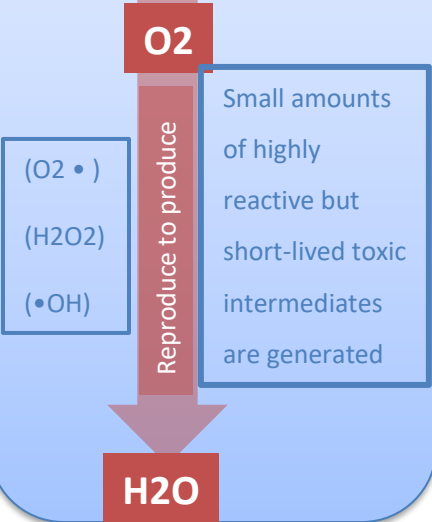 O2
(O2 • )
(H2O2)
(•OH)
Reproduce to produce
Small amounts
of highly
reactive but
short-lived toxic
intermediates
are generated
H2O